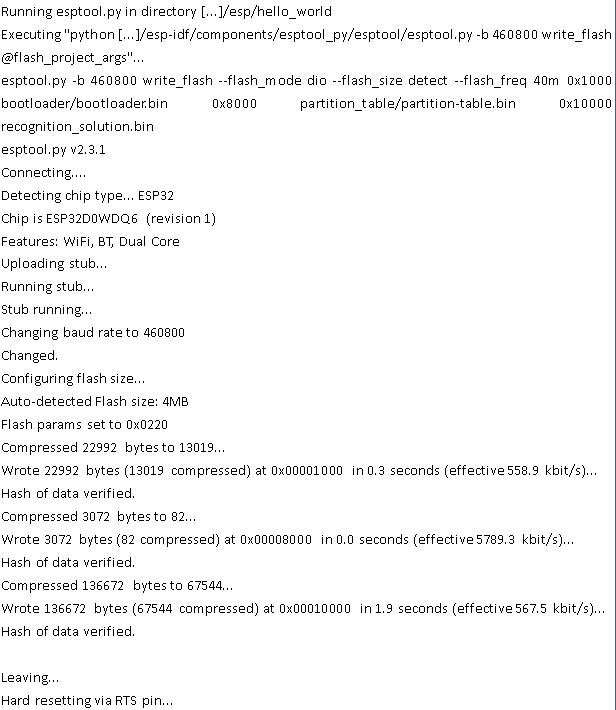 Running esptool.py in directory [...]/esp/hello_world
Executing "python [...]/esp-idf/components/esptool_py/esptool/esptool.py -b 460800 write_flash
@flash_project_args"...
esptool.py -b 460800 write_flash --flash_mode dio --flash_size detect --flash_freq 40m 0x1000
bootloader/bootloader.bin 0x8000 partition_table/partition-table.bin 0x10000
recognition_solution.bin
esptool.py v2.3.1
Connecting....
Detecting chip type... ESP32
Chip is ESP32D0WDQ6 (revision 1)
Features: WiFi, BT, Dual Core
Uploading stub...
Running stub...
Stub running...
Changing baud rate to 460800
Changed.
Configuring flash size...
Auto-detected Flash size: 4MB
Flash params set to 0x0220
Compressed 22992 bytes to 13019...
Wrote 22992 bytes (13019 compressed) at 0x00001000 in 0.3 seconds (effective 558.9 kbit/s)...
Hash of data verified.
Compressed 3072 bytes to 82...
Wrote 3072 bytes (82 compressed) at 0x00008000 in 0.0 seconds (effective 5789.3 kbit/s)...
Hash of data verified.
Compressed 136672 bytes to 67544...
Wrote 136672 bytes (67544 compressed) at 0x00010000 in 1.9 seconds (effective 567.5 kbit/s)...
Hash of data verified.
Leaving...
Hard resetting via RTS pin...